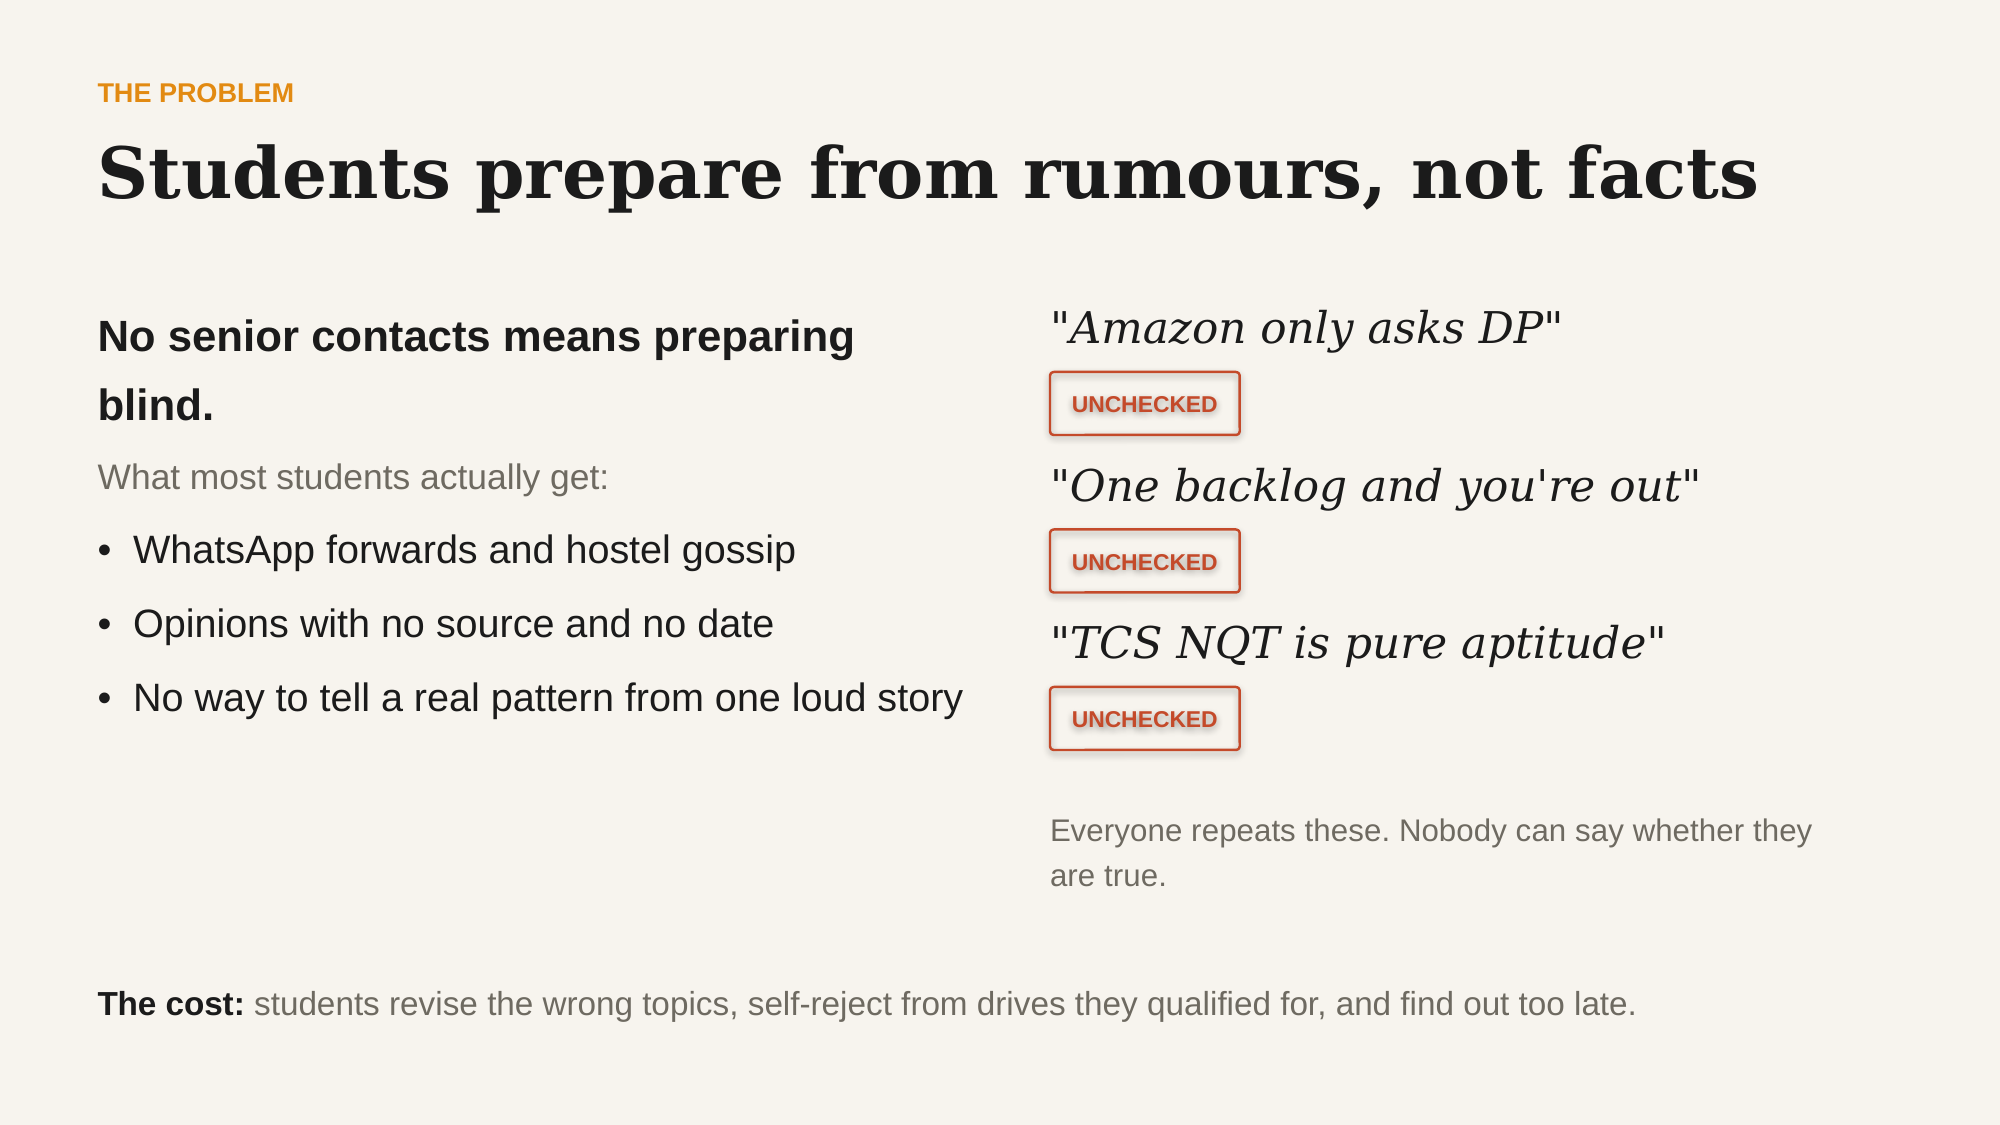 THE PROBLEM
Students prepare from rumours, not facts
No senior contacts means preparing
blind.
What most students actually get:
• WhatsApp forwards and hostel gossip
• Opinions with no source and no date
• No way to tell a real pattern from one loud story
"Amazon only asks DP"
UNCHECKED
"One backlog and you're out"
UNCHECKED
"TCS NQT is pure aptitude"
UNCHECKED
Everyone repeats these. Nobody can say whether they
are true.
The cost: students revise the wrong topics, self-reject from drives they qualified for, and find out too late.